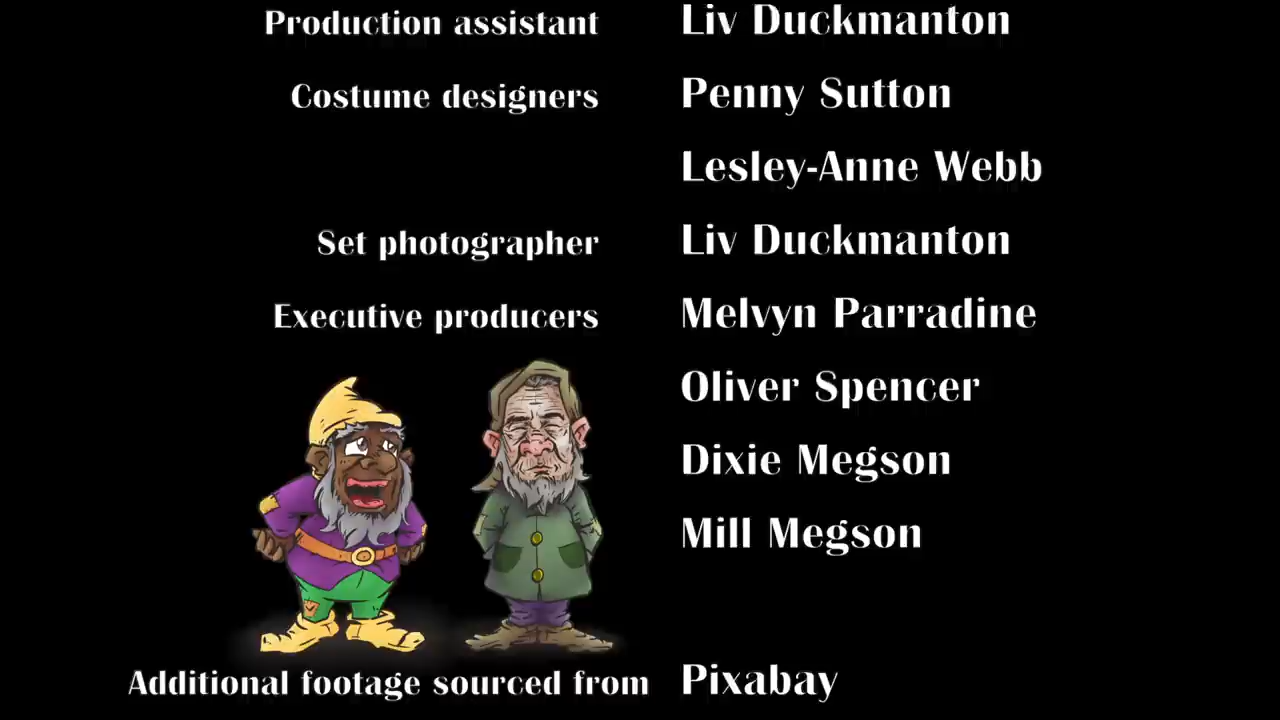 Production assistant Liv Duckmanton
Costume designers Penny Sutton
Lesley-Anne Webb
Set photographer Liv Duckmanton
Executive producers Melvyn Parradine
Oliver Spencer
Dixie Megson
Mill Megson
Additional footage sourced from Pixabay